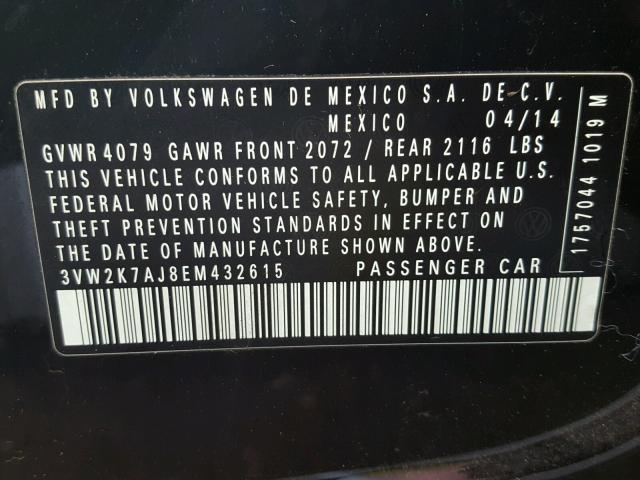 MFD BY VOLKSWAGEN DE MEXICO S.A. DE C.V.
MEXICO 04/14
GVWR 4079 GAWR FRONT 2072 / REAR 2116 LBS
THIS VEHICLE CONFORMS TO ALL APPLICABLE U.S.
FEDERAL MOTOR VEHICLE SAFETY, BUMPER AND
THEFT PREVENTION STANDARDS IN EFFECT ON
THE DATE OF MANUFACTURE SHOWN ABOVE.
3VW2K7AJ8EM432615 PASSENGER CAR
1757044 1019 M